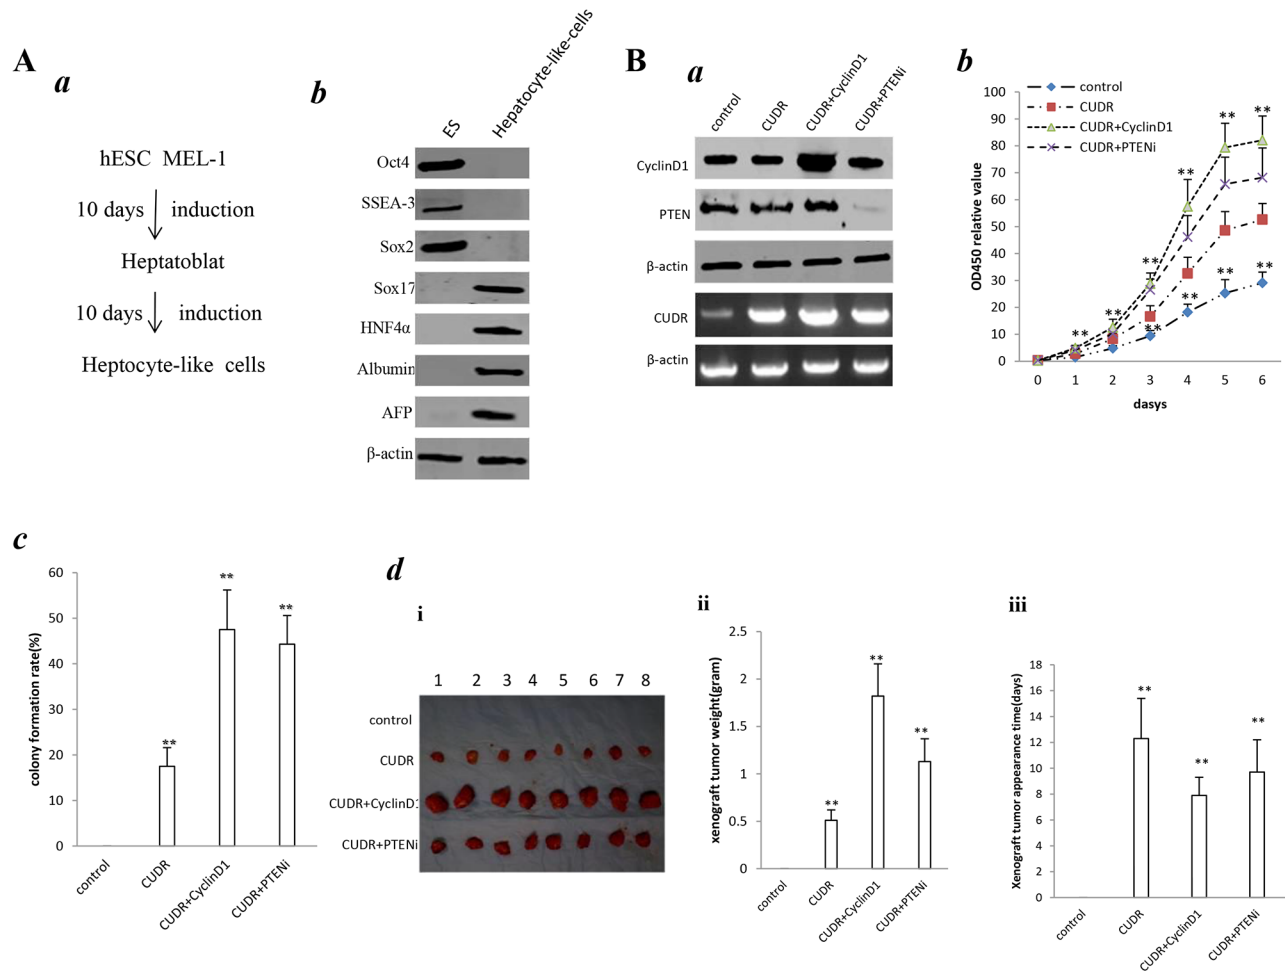 A
a
hESC MEL-1
10 days induction
Heptatoblat
10 days induction
Heptocyte-like cells
b
ES
Hepatocyte-like-cells
Oct4
SSEA-3
Sox2
Sox17
HNF4α
Albumin
AFP
β-actin
B
a
control
CUDR
CUDR+CyclinD1
CUDR+PTENi
CyclinD1
PTEN
β-actin
CUDR
β-actin
b
control
CUDR
CUDR+CyclinD1
CUDR+PTENi
OD450 relative value
100
90
80
70
60
50
40
30
20
10
0
** ** ** ** ** **
** ** ** **
0 1 2 3 4 5 6
dasys
c
colony formation rate(%)
60
50
40
30
20
10
0
** ** **
control
CUDR
CUDR+CyclinD1
CUDR+PTENi
d
i
1 2 3 4 5 6 7 8
control
CUDR
CUDR+CyclinD1
CUDR+PTENi
ii
xenograft tumor weight(gram)
2.5
2
1.5
1
0.5
0
** ** **
control
CUDR
CUDR+CyclinD1
CUDR+PTENi
iii
Xenograft tumor appearance time(days)
18
16
14
12
10
8
6
4
2
0
** ** **
control
CUDR
CUDR+CyclinD1
CUDR+PTENi